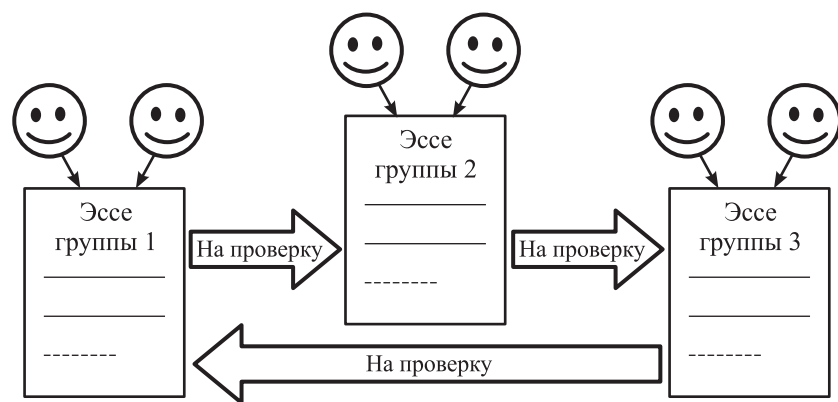 Эссе
группы 1
На проверку
Эссе
группы 2
На проверку
Эссе
группы 3
На проверку